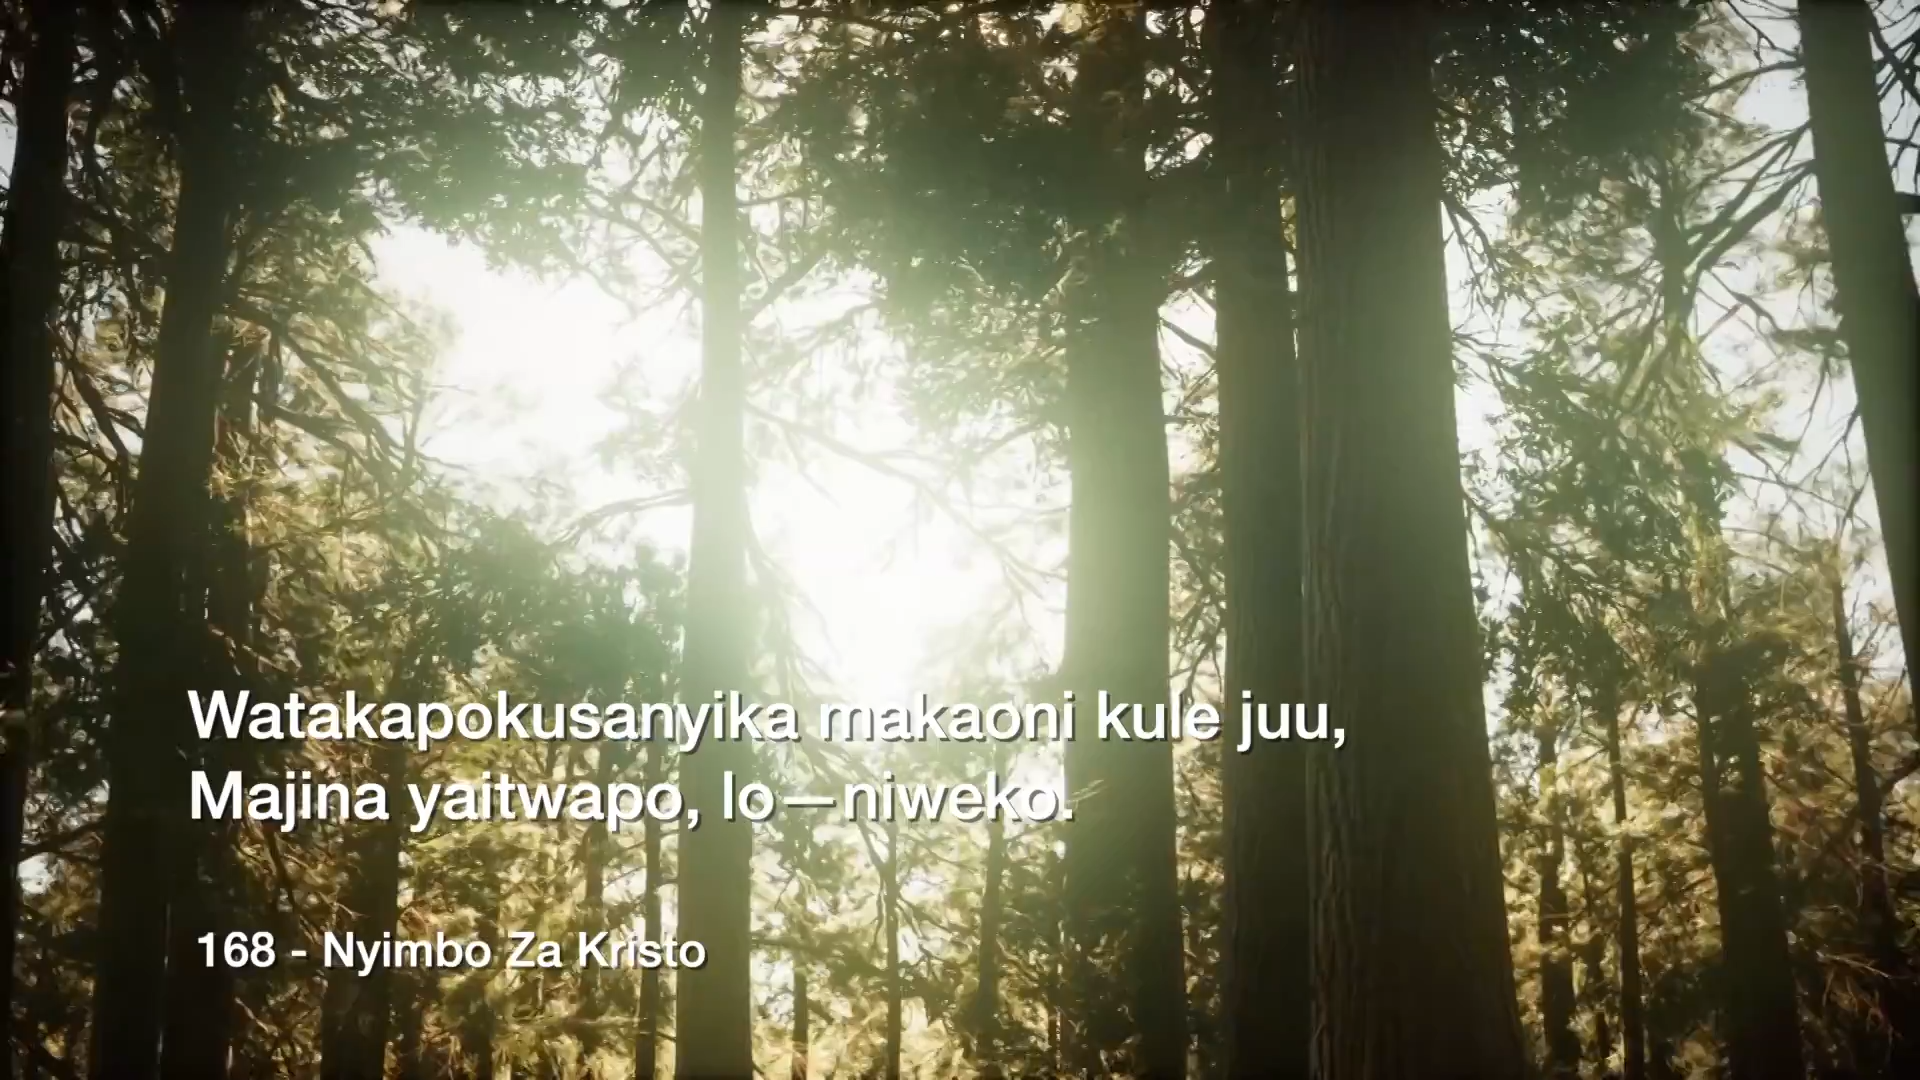 Watakapokusanyika makaoni kule juu,
Majina yaitwapo, lo—niweko.
168 - Nyimbo Za Kristo